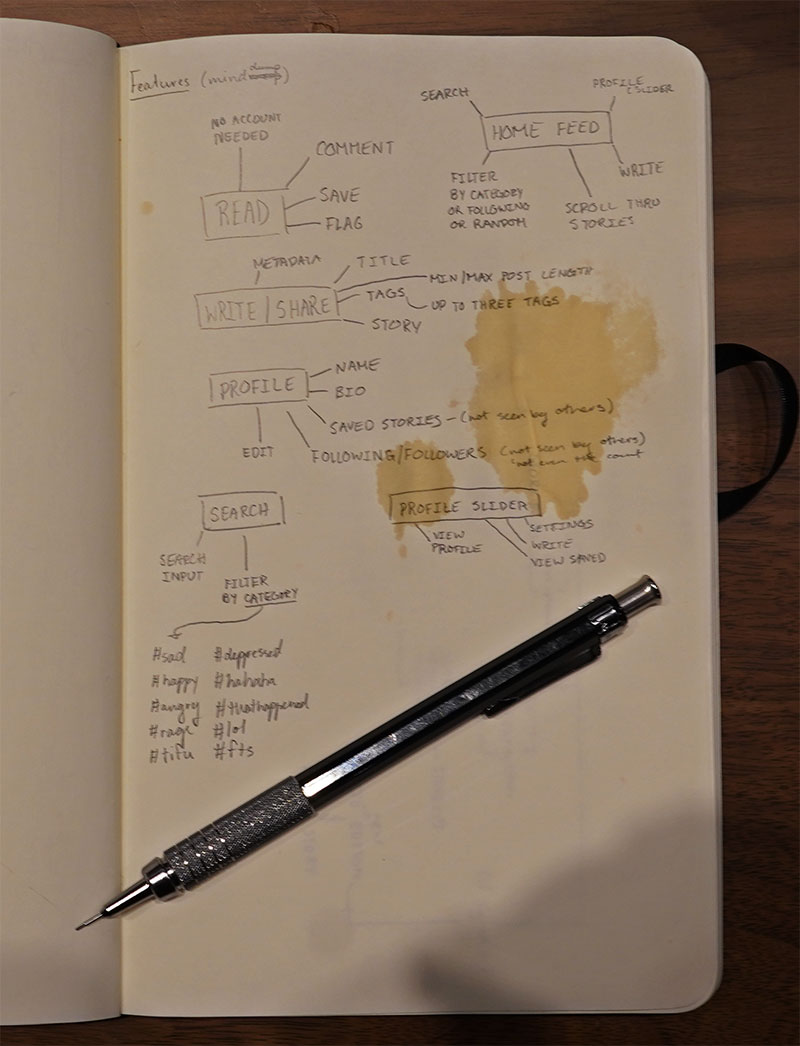 Features (mind dump)
NO ACCOUNT
NEEDED
COMMENT
READ
SAVE
FLAG
SEARCH
PROFILE
SLIDER
HOME FEED
FILTER
BY CATEGORY
OR FOLLOWING
OR RANDOM
SCROLL THRU
STORIES
WRITE
METADATA
TITLE
WRITE/SHARE
MIN/MAX POST LENGTH
TAGS
UP TO THREE TAGS
STORY
PROFILE
NAME
BIO
SAVED STORIES - (not seen by others)
EDIT
FOLLOWING/FOLLOWERS (not seen by others)
not even the count
SEARCH
SEARCH
INPUT
FILTER
BY CATEGORY
PROFILE SLIDER
VIEW
PROFILE
SETTINGS
WRITE
VIEW SAVED
#sad #depressed
#happy #hahaha
#angry #thathappened
#rage #lol
#tifu #fts